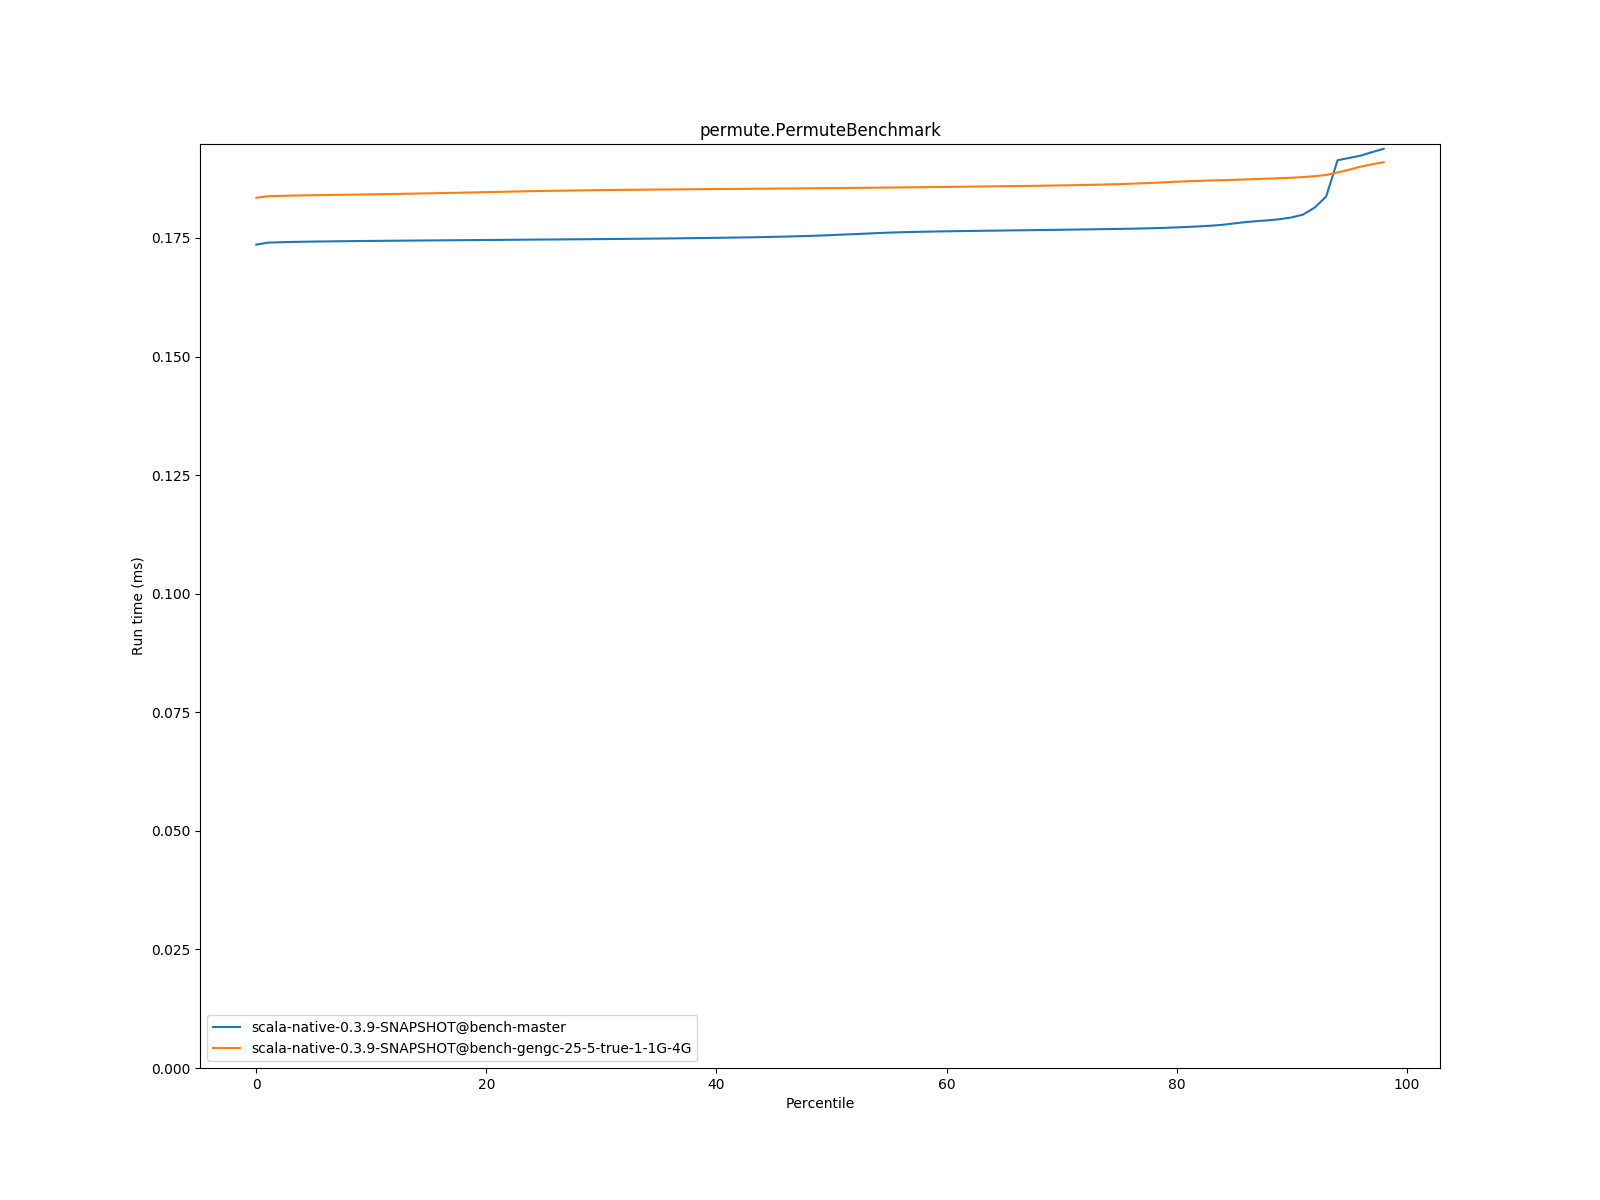 permute.PermuteBenchmark
0.175
0.150
0.125
0.100
0.075
0.050
0.025
0.000
Run time (ms)
scala-native-0.3.9-SNAPSHOT@bench-master
scala-native-0.3.9-SNAPSHOT@bench-gengc-25-5-true-1-1G-4G
0 20 40 60 80 100
Percentile